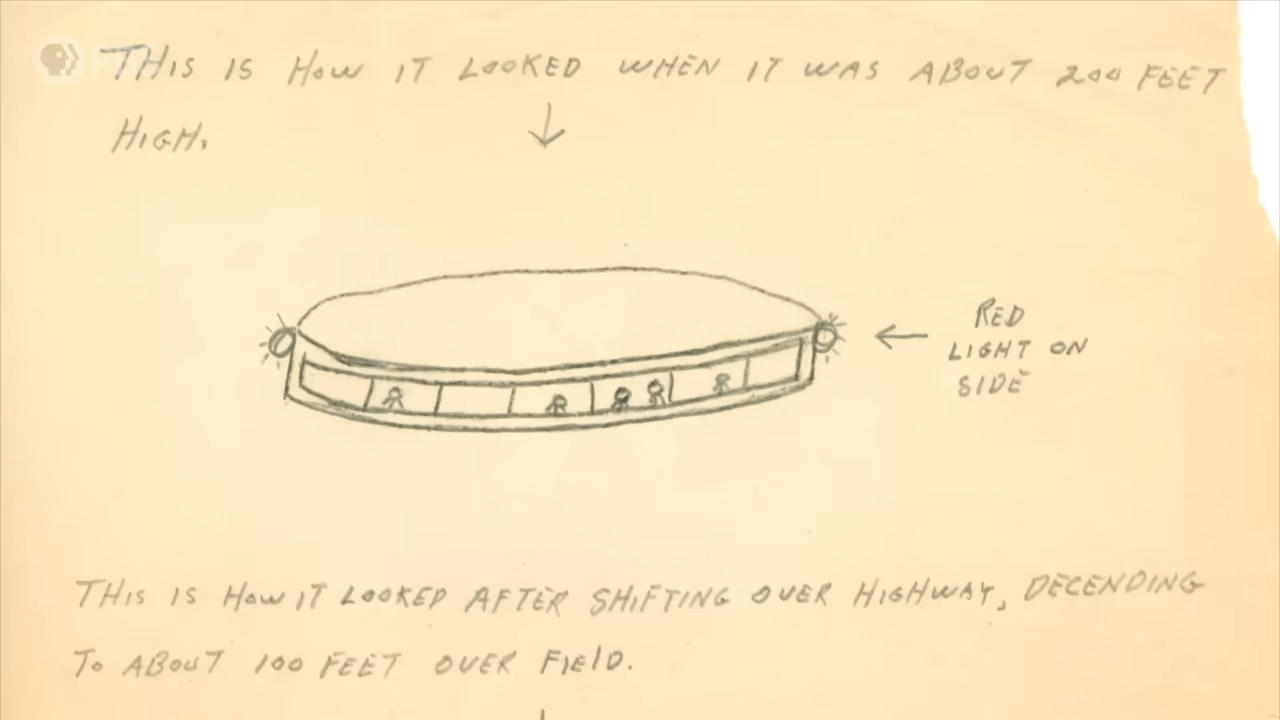 THIS IS HOW IT LOOKED WHEN IT WAS ABOUT 200 FEET
HIGH.
RED
LIGHT ON
SIDE
THIS IS HOW IT LOOKED AFTER SHIFTING OVER HIGHWAY, DECENDING
TO ABOUT 100 FEET OVER FIELD.